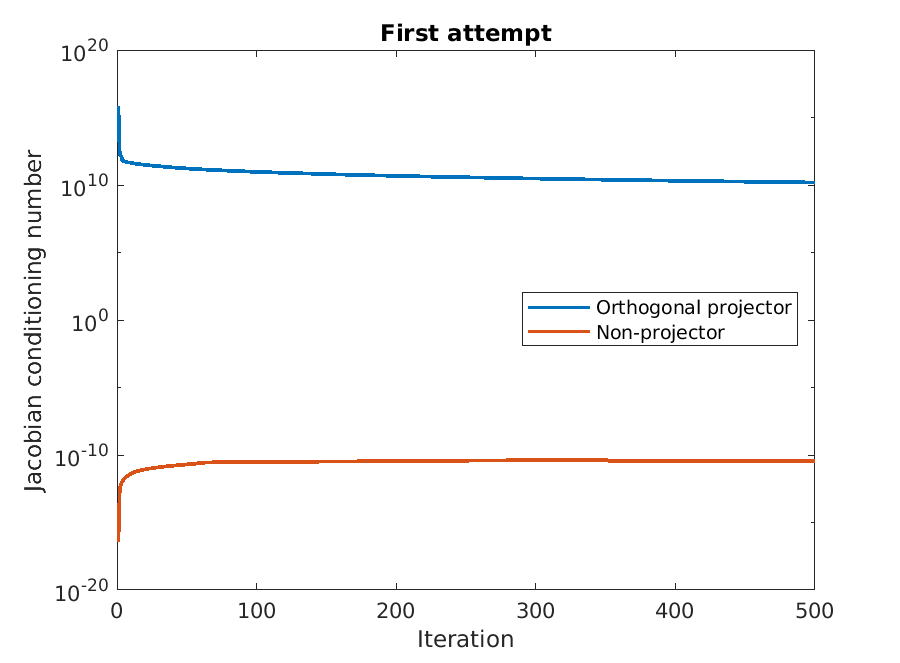 First attempt
Jacobian conditioning number
10^20
10^10
10^0
10^-10
10^-20
Orthogonal projector
Non-projector
0 100 200 300 400 500
Iteration